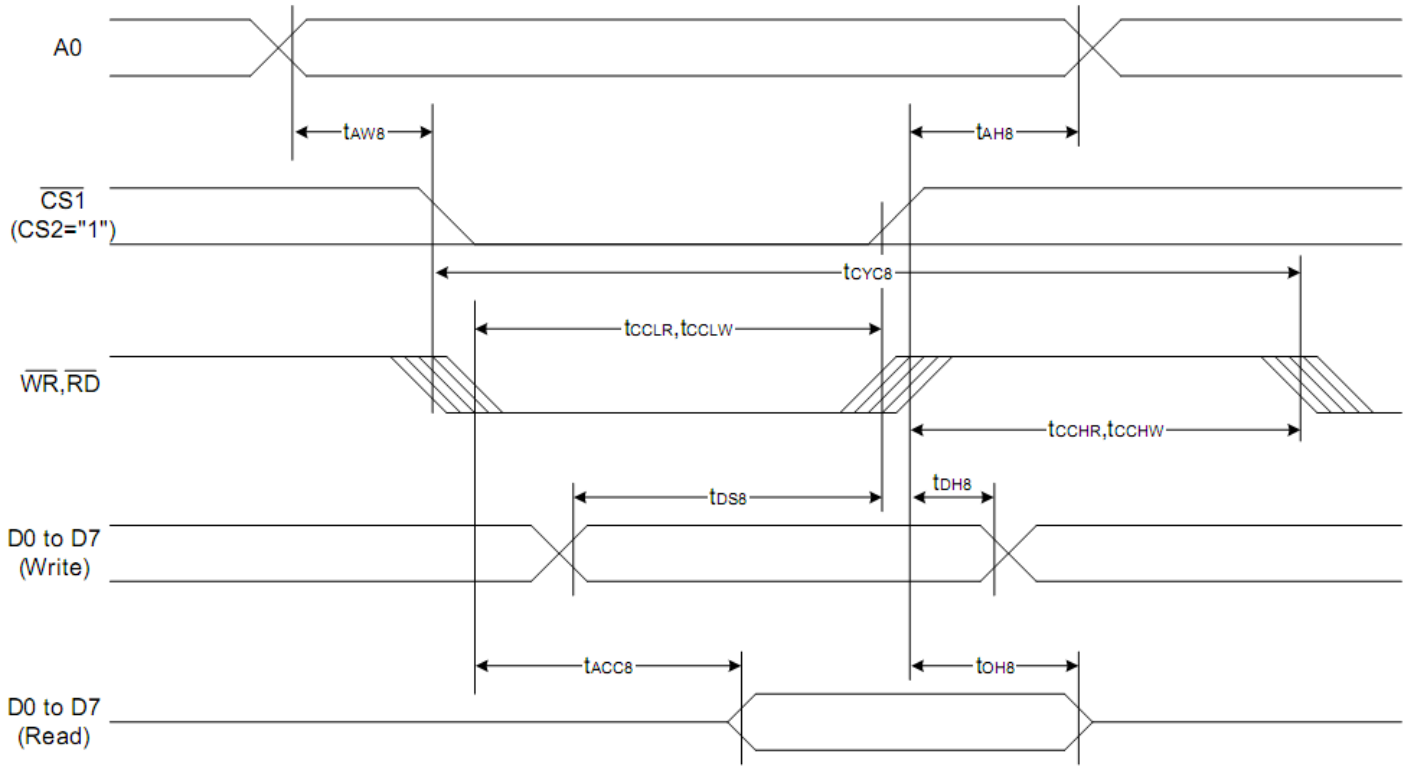 A0
tAW8
tAH8
CS1
(CS2="1")
tCYC8
tCCLR,tCCLW
WR,RD
tCCHR,tCCHW
tDS8
tDH8
D0 to D7
(Write)
tACC8
tOH8
D0 to D7
(Read)